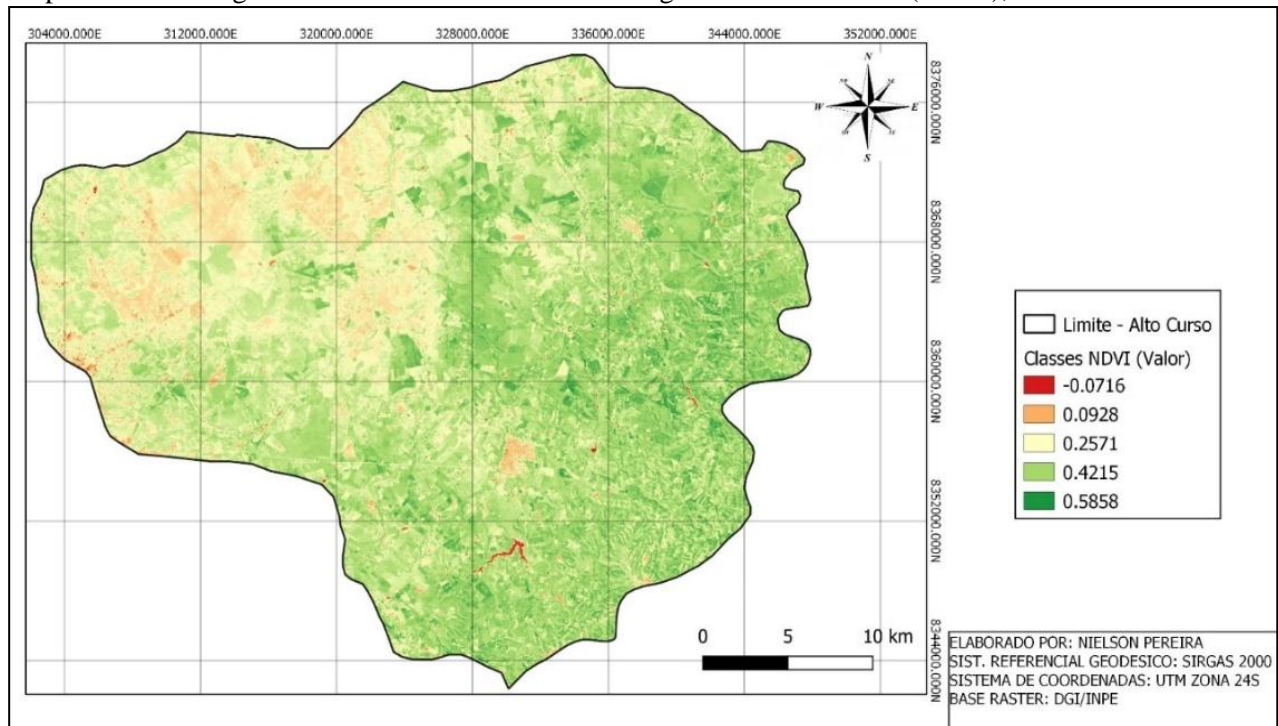 304000.000E 312000.000E 320000.000E 328000.000E 336000.000E 344000.000E 352000.000E
N
W E
S
8376000.000N
8368000.000N
8360000.000N
8352000.000N
8344000.000N
Limite - Alto Curso
Classes NDVI (Valor)
-0.0716
0.0928
0.2571
0.4215
0.5858
0 5 10 km
ELABORADO POR: NIELSON PEREIRA
SIST. REFERENCIAL GEODESICO: SIRGAS 2000
SISTEMA DE COORDENADAS: UTM ZONA 24S
BASE RASTER: DGI/INPE